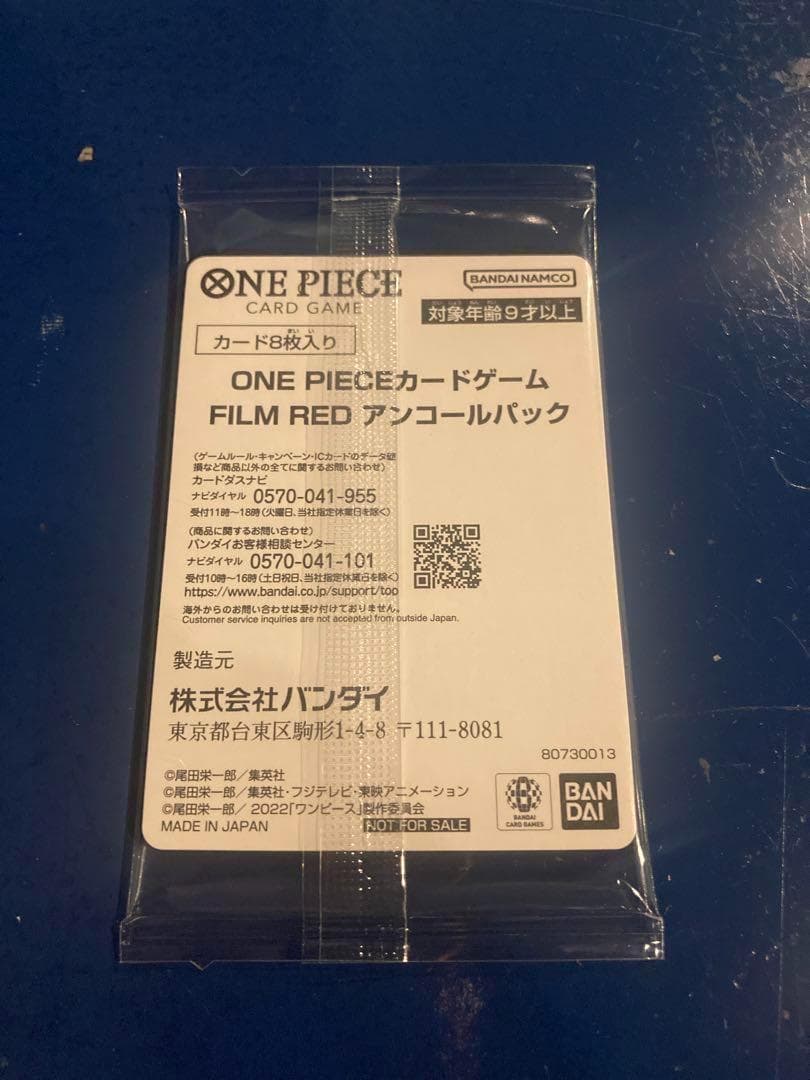 ONE PIECE
CARD GAME
BANDAI NAMCO
対象年齢9才以上
カード8枚入り
ONE PIECEカードゲーム
FILM RED アンコールパック
(ゲームルール・キャンペーン・ICカードのデータ破
損など商品以外の全てに関するお問い合わせ)
カードダスナビ
ナビダイヤル 0570-041-955
受付11時~18時(火曜日、当社指定休業日を除く)
(商品に関するお問い合わせ)
バンダイお客様相談センター
ナビダイヤル 0570-041-101
受付10時~16時(土日祝日、当社指定休業日を除く)
https://www.bandai.co.jp/support/top
海外からのお問い合わせは受け付けておりません。
Customer service inquiries are not accepted from outside Japan.
製造元
株式会社バンダイ
東京都台東区駒形1-4-8 〒111-8081
80730013
©尾田栄一郎/集英社
©尾田栄一郎/集英社・フジテレビ・東映アニメーション
©尾田栄一郎/2022「ワンピース」製作委員会
MADE IN JAPAN
NOT FOR SALE
BANDAI
CARD GAMES
BAN
DAI